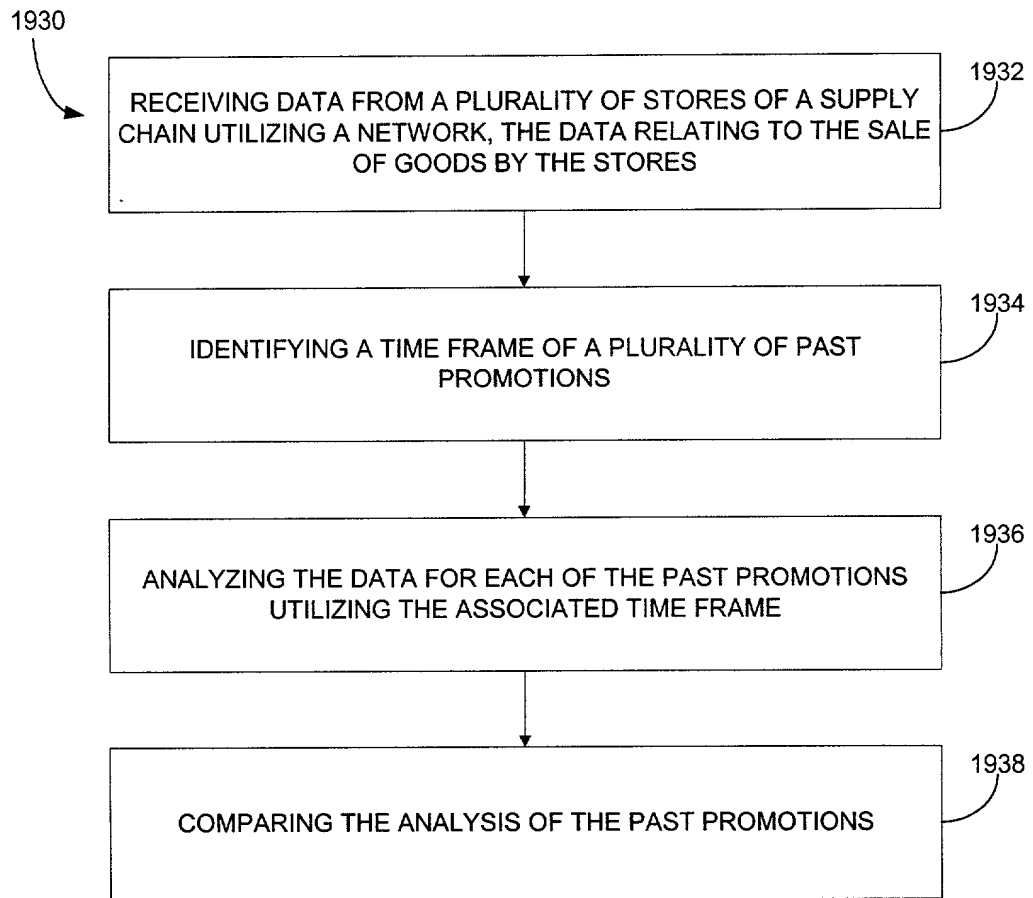 1930
1932
RECEIVING DATA FROM A PLURALITY OF STORES OF A SUPPLY
CHAIN UTILIZING A NETWORK, THE DATA RELATING TO THE SALE
OF GOODS BY THE STORES
1934
IDENTIFYING A TIME FRAME OF A PLURALITY OF PAST
PROMOTIONS
1936
ANALYZING THE DATA FOR EACH OF THE PAST PROMOTIONS
UTILIZING THE ASSOCIATED TIME FRAME
1938
COMPARING THE ANALYSIS OF THE PAST PROMOTIONS